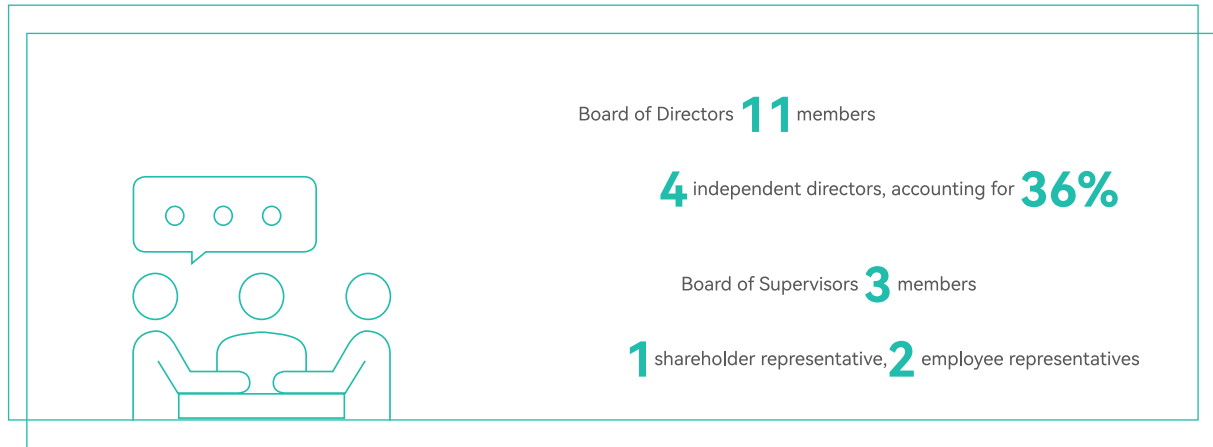 Board of Directors 11 members
4 independent directors, accounting for 36%
Board of Supervisors 3 members
1 shareholder representative, 2 employee representatives